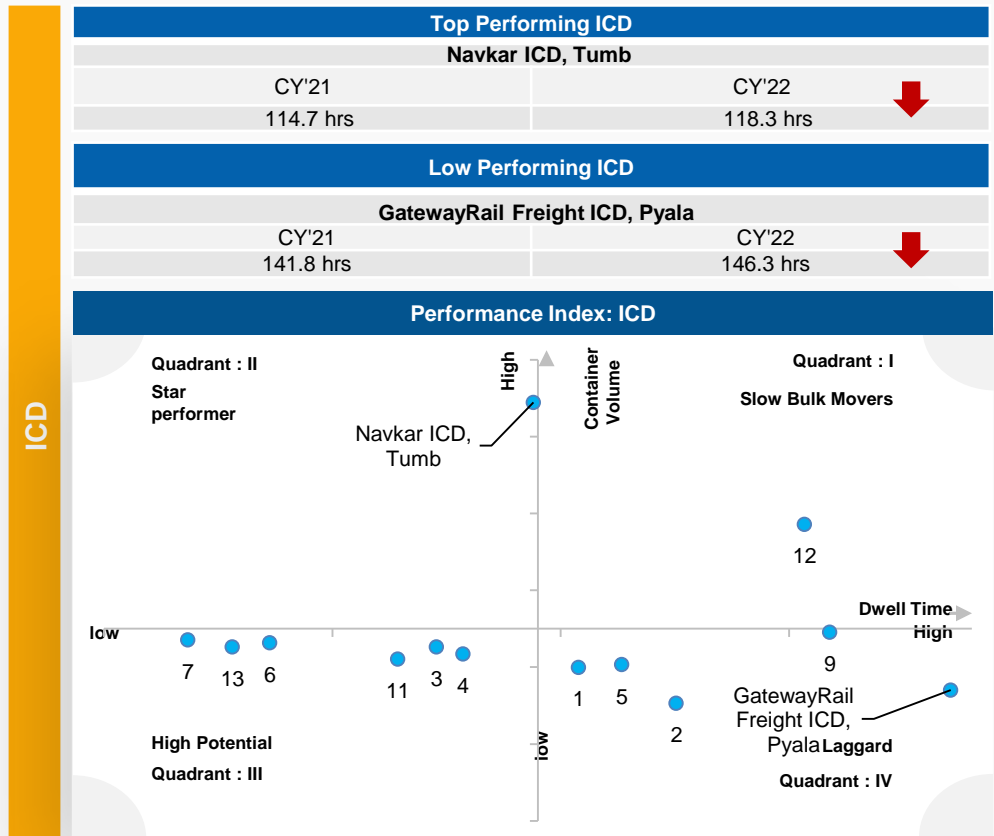 ICD
Top Performing ICD
Navkar ICD, Tumb
CY'21 CY'22
114.7 hrs 118.3 hrs
Low Performing ICD
GatewayRail Freight ICD, Pyala
CY'21 CY'22
141.8 hrs 146.3 hrs
Performance Index: ICD
Quadrant : II
Star
performer
High
Container
Volume
Quadrant : I
Slow Bulk Movers
Navkar ICD,
Tumb
12
Dwell Time
High
low
7
13
6
11
3
4
1
5
2
9
GatewayRail
Freight ICD,
Pyala
low
High Potential
Quadrant : III
Laggard
Quadrant : IV